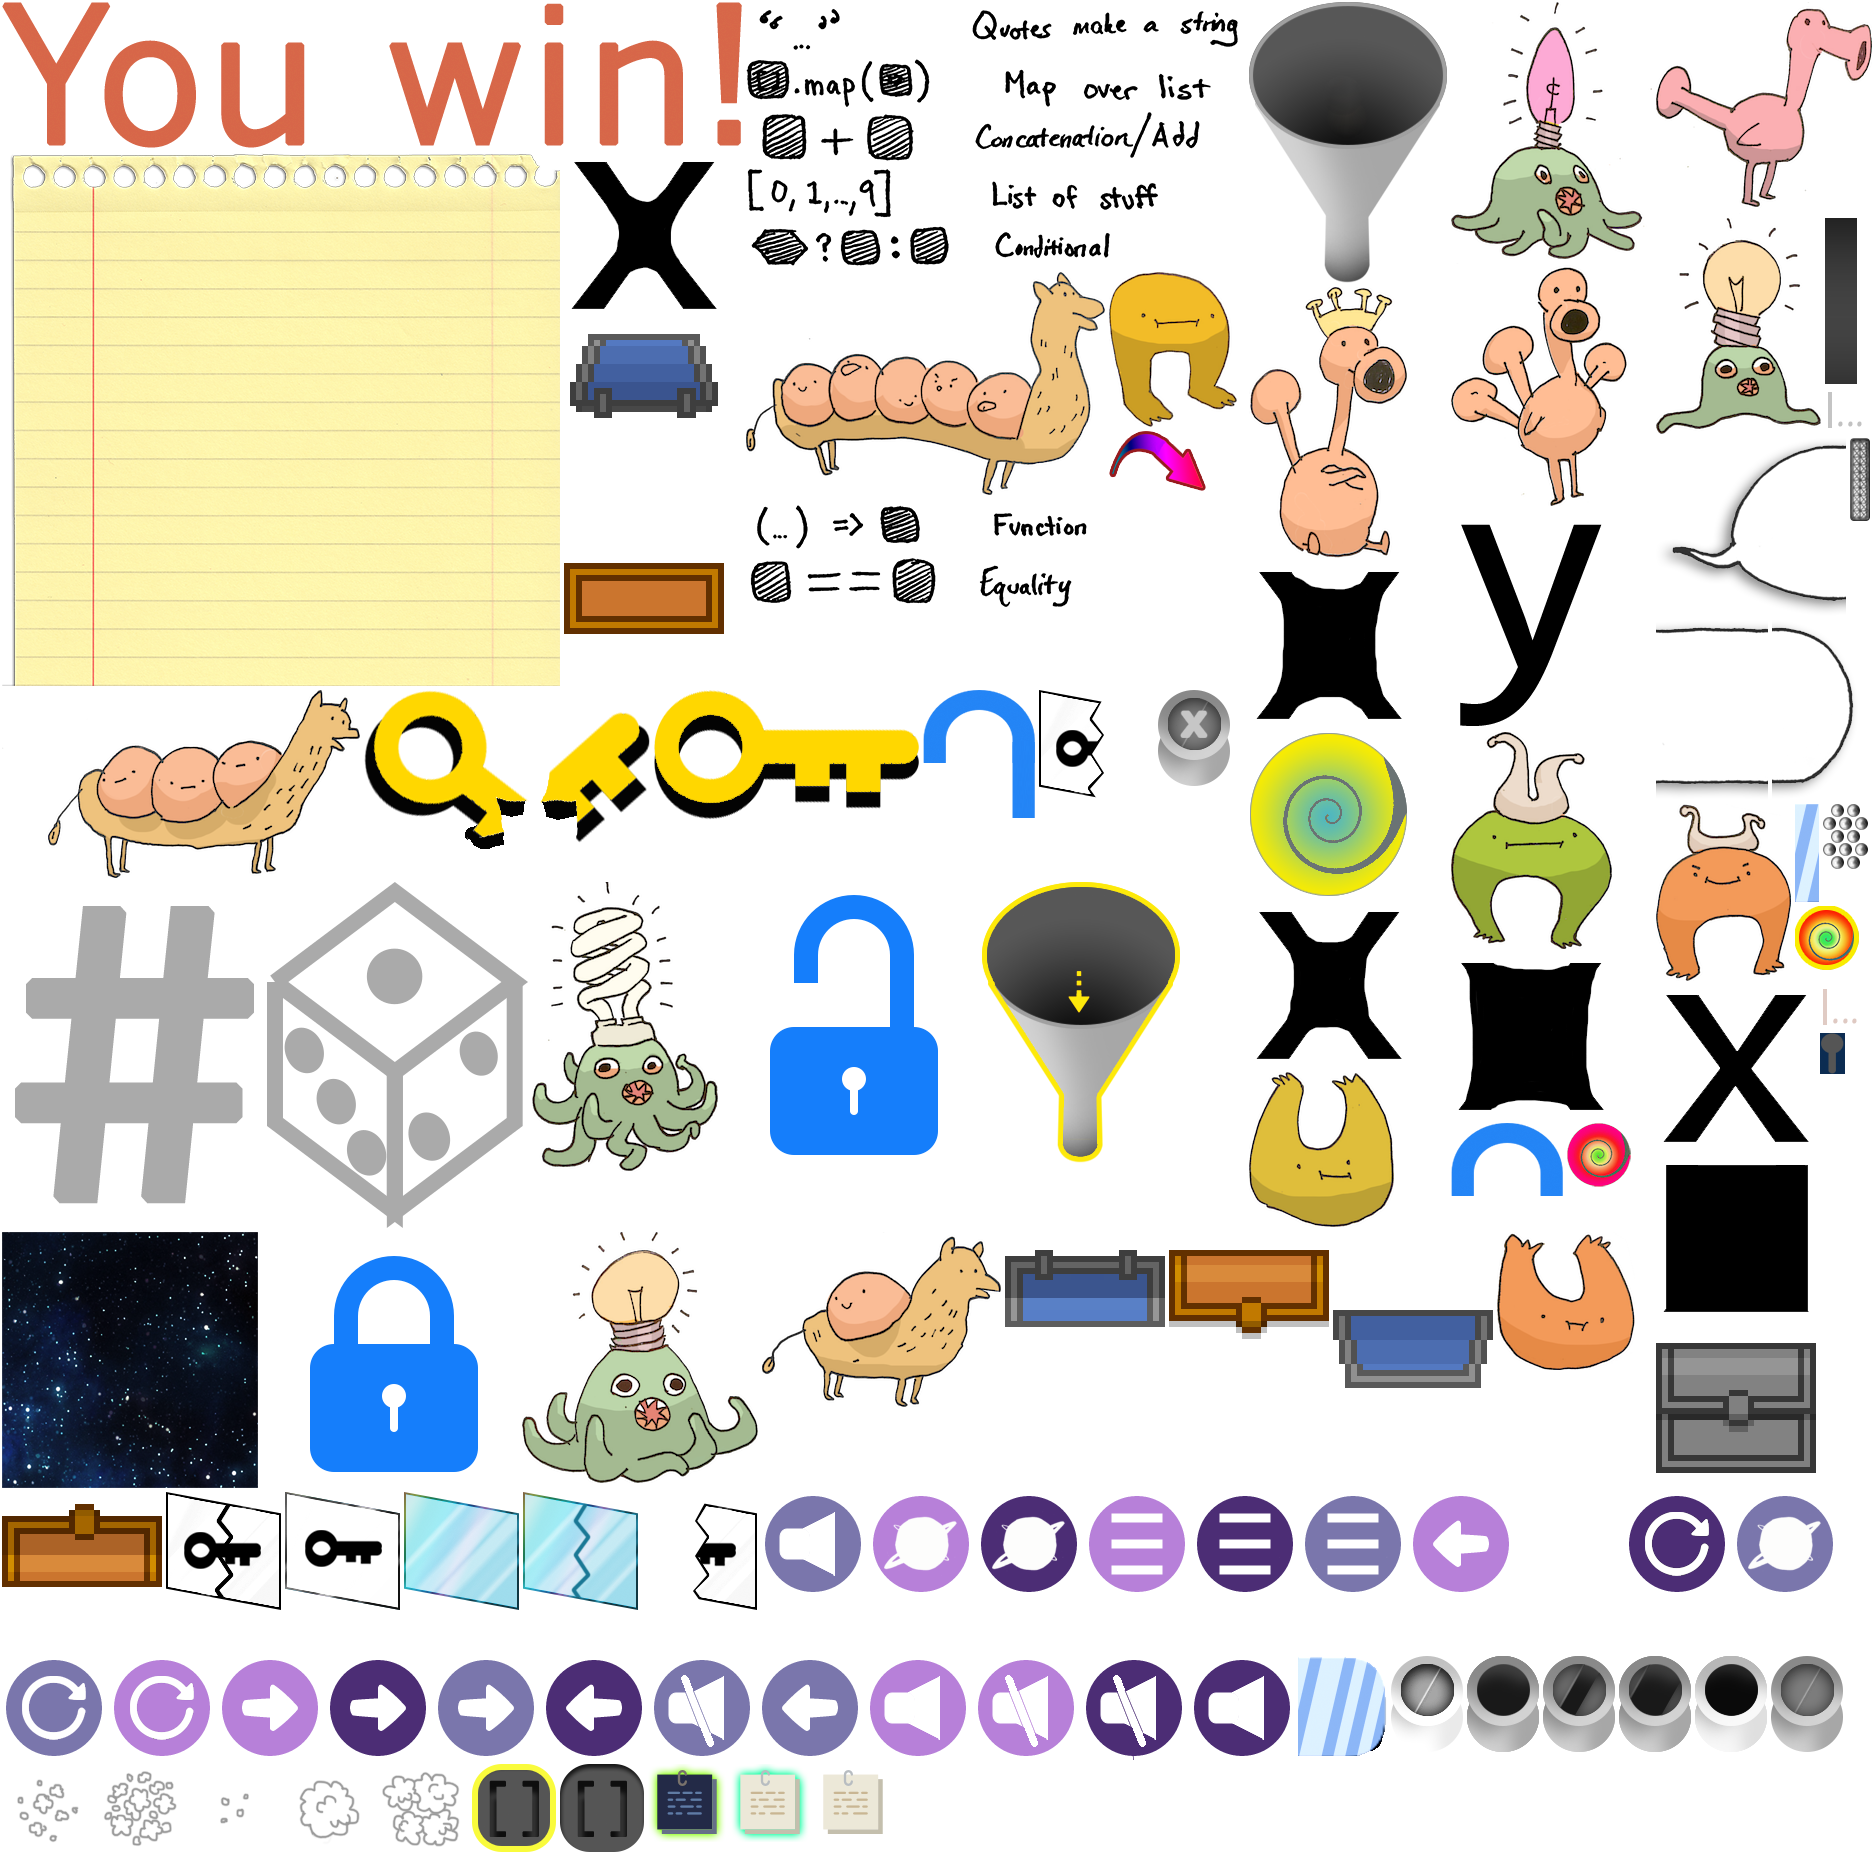 You win!
“ ... ” Quotes make a string
[].map( ) Map over list
+ Concatenation/Add
[0, 1,..,9] List of stuff
? : Conditional
x
(...) => Function
== Equality
y
|...
x
#
x
|...
x
[ ]
[ ]